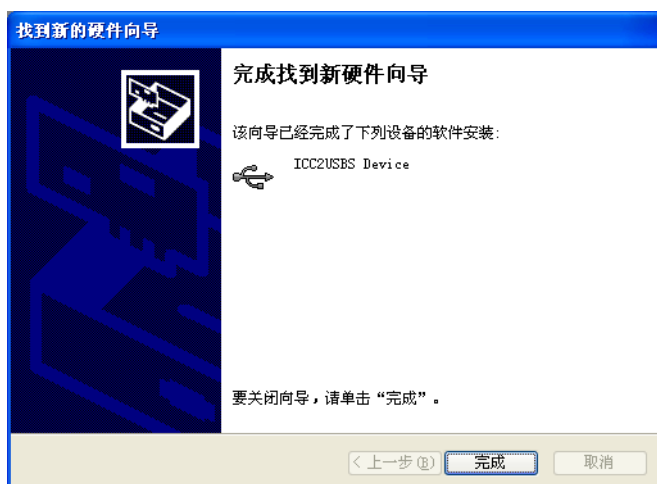 找到新的硬件向导
完成找到新硬件向导
该向导已经完成了下列设备的软件安装:
ICC2USBS Device
要关闭向导，请单击“完成”。
< 上一步(B)
完成
取消